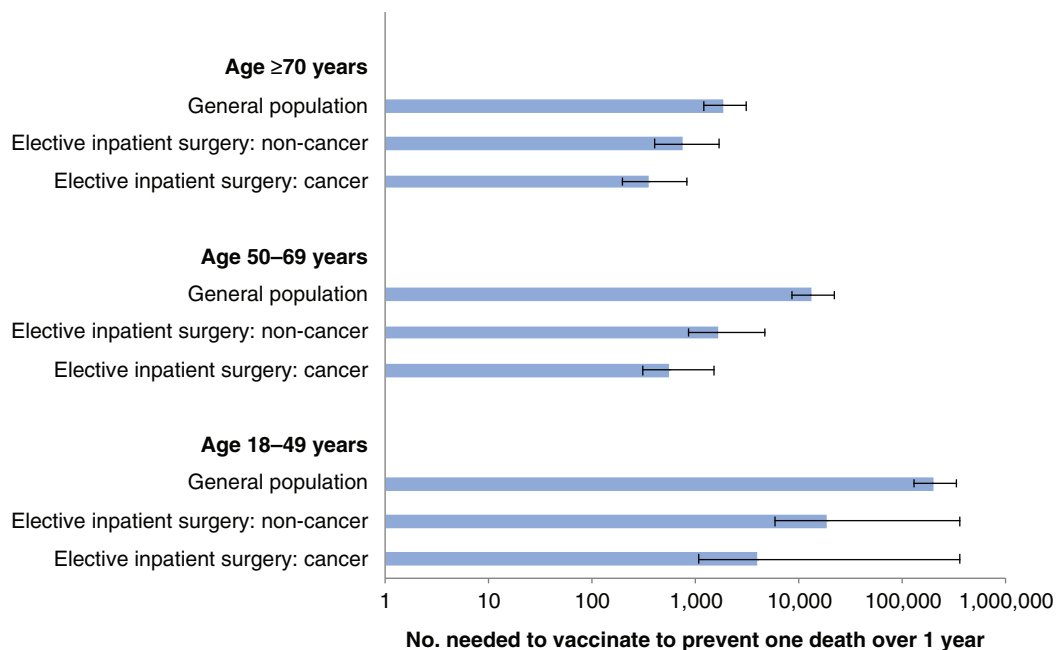 Age ≥70 years
General population
Elective inpatient surgery: non-cancer
Elective inpatient surgery: cancer
Age 50–69 years
General population
Elective inpatient surgery: non-cancer
Elective inpatient surgery: cancer
Age 18–49 years
General population
Elective inpatient surgery: non-cancer
Elective inpatient surgery: cancer
1 10 100 1,000 10,000 100,000 1,000,000
No. needed to vaccinate to prevent one death over 1 year